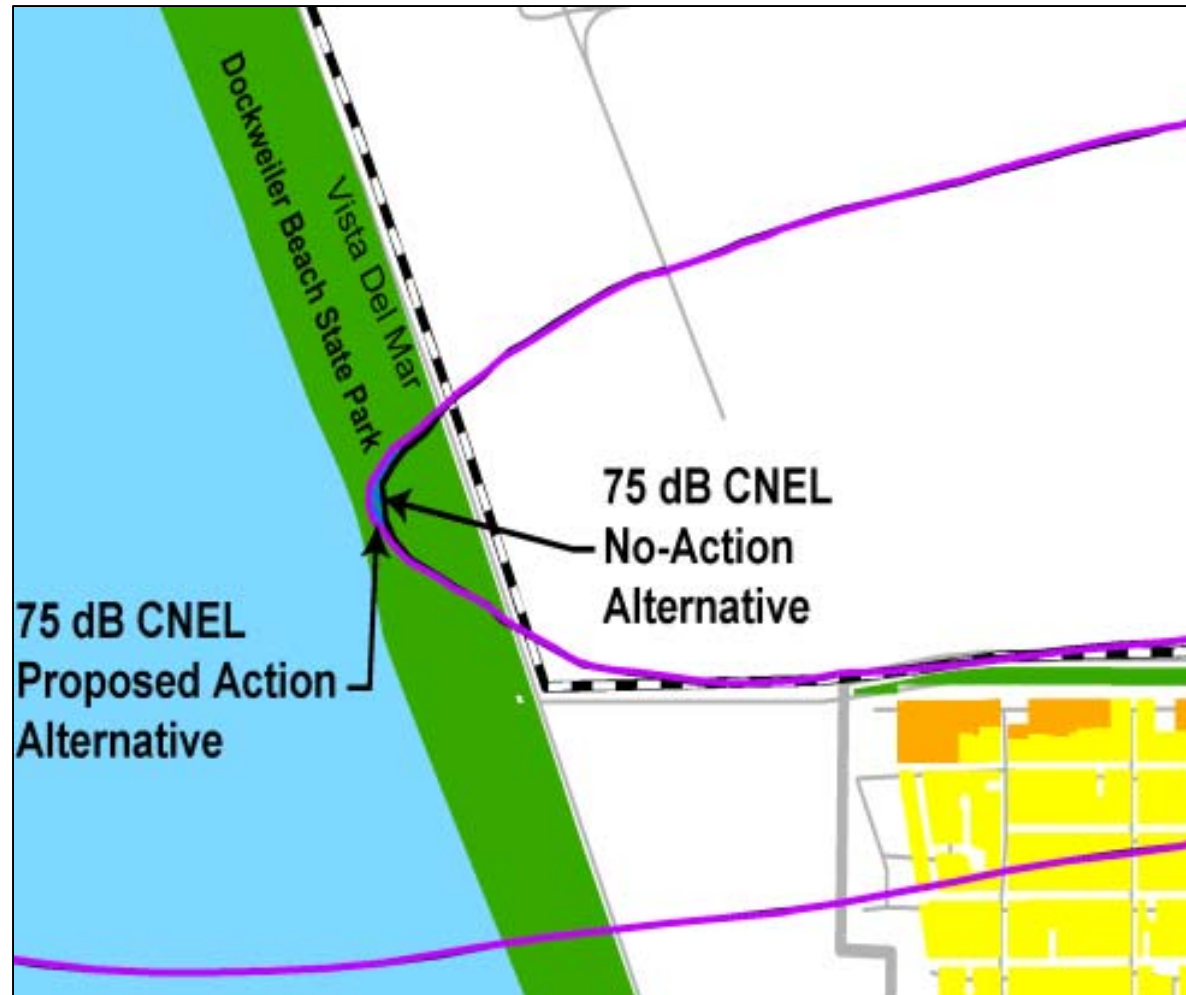 Dockweiler Beach State Park
Vista Del Mar
75 dB CNEL
No-Action
Alternative
75 dB CNEL
Proposed Action
Alternative